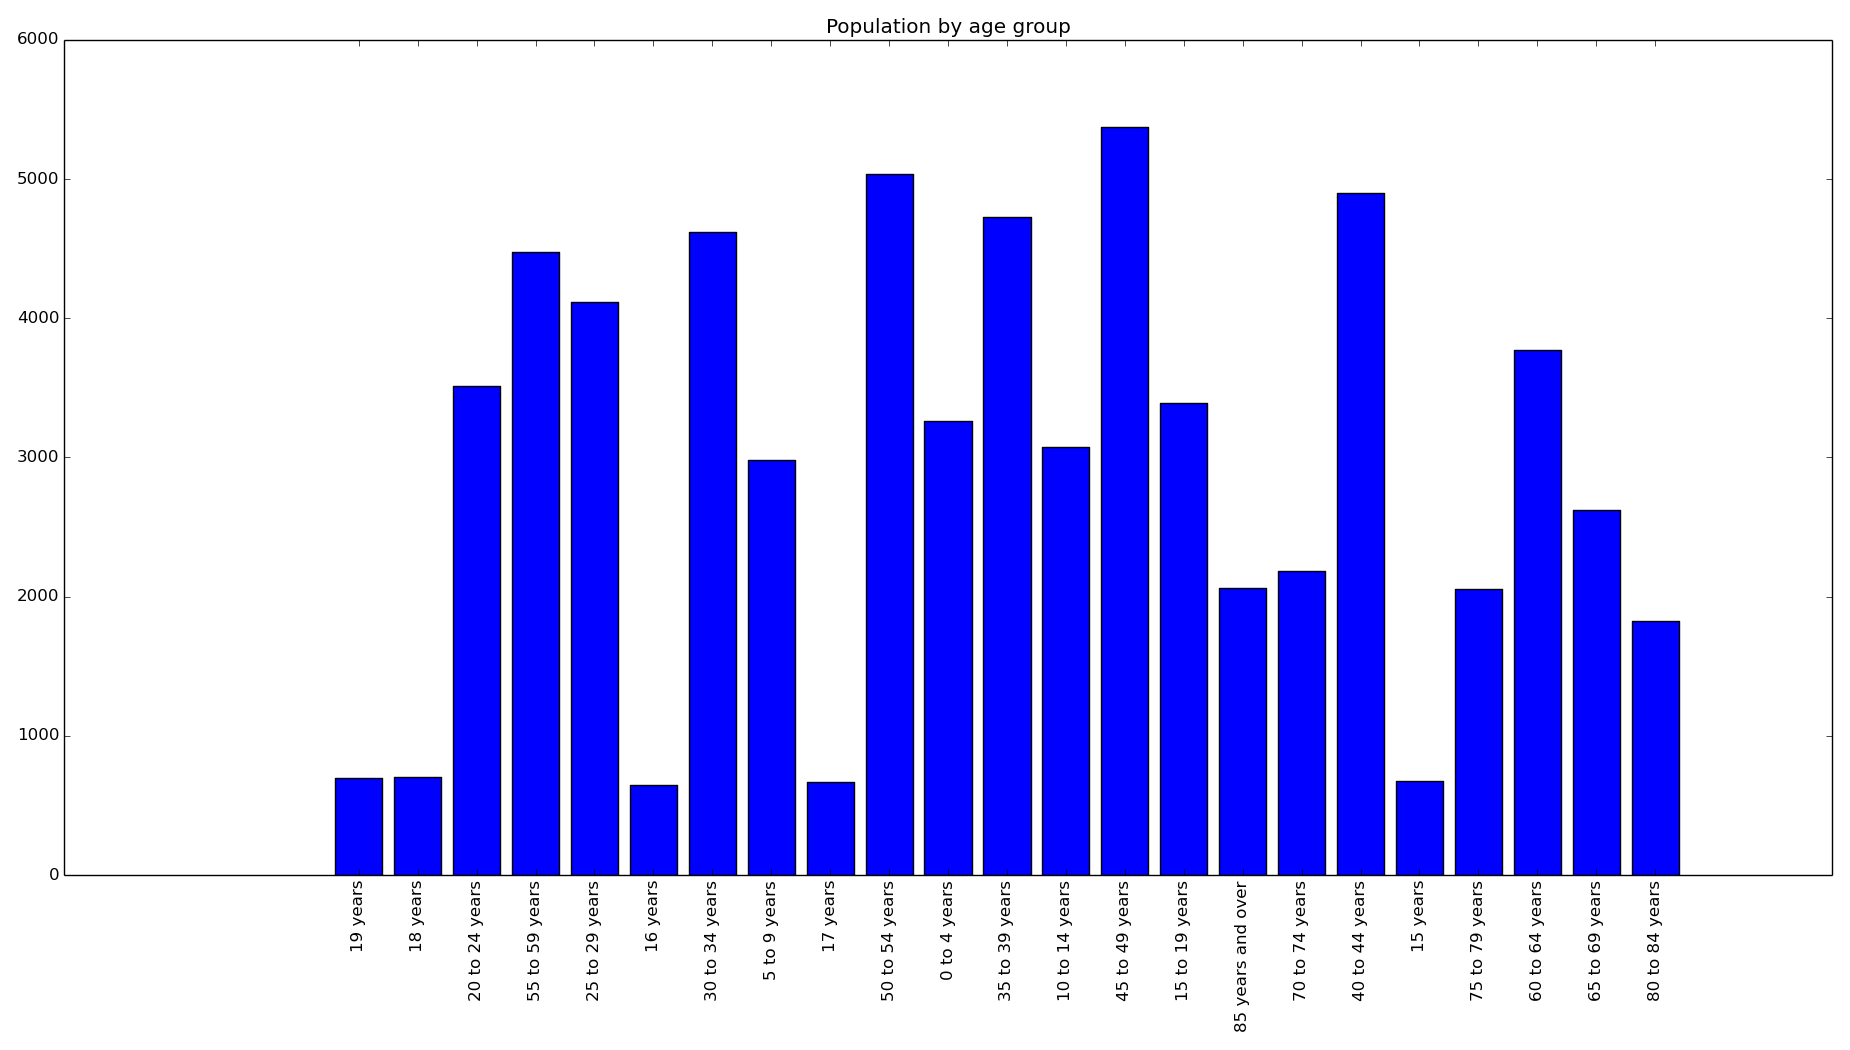 Population by age group
6000
5000
4000
3000
2000
1000
0
19 years
18 years
20 to 24 years
55 to 59 years
25 to 29 years
16 years
30 to 34 years
5 to 9 years
17 years
50 to 54 years
0 to 4 years
35 to 39 years
10 to 14 years
45 to 49 years
15 to 19 years
85 years and over
70 to 74 years
40 to 44 years
15 years
75 to 79 years
60 to 64 years
65 to 69 years
80 to 84 years